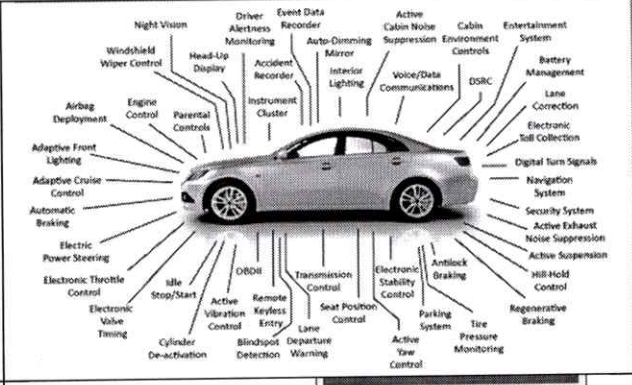 Night Vision
Driver
Alertness
Monitoring
Event Data
Recorder
Active
Cabin Noise
Suppression
Cabin
Environment
Controls
Entertainment
System
Windshield
Wiper Control
Head-Up
Display
Accident
Recorder
Auto-Dimming
Mirror
Interior
Lighting
Voice/Data
Communications
DSRC
Battery
Management
Lane
Correction
Airbag
Deployment
Engine
Control
Parental
Controls
Instrument
Cluster
Electronic
Toll Collection
Adaptive Front
Lighting
Digital Turn Signals
Adaptive Cruise
Control
Navigation
System
Automatic
Braking
Security System
Active Exhaust
Noise Suppression
Electric
Power Steering
Active Suspension
Electronic Throttle
Control
Idle
Stop/Start
OBDII
Transmission
Control
Electronic
Stability
Control
Antilock
Braking
Hill-Hold
Control
Electronic
Valve
Timing
Active
Vibration
Control
Remote
Keyless
Entry
Seat Position
Control
Parking
System
Regenerative
Braking
Cylinder
De-activation
Blindspot
Detection
Lane
Departure
Warning
Active
Yaw
Control
Tire
Pressure
Monitoring